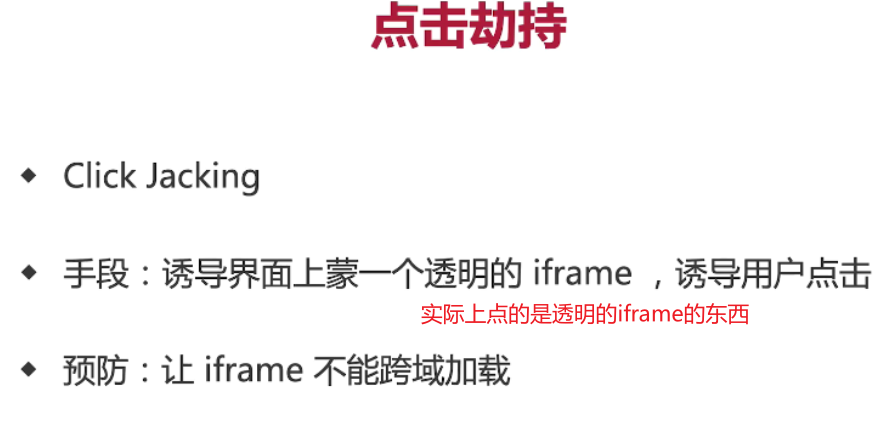 点击劫持
◆ Click Jacking
◆ 手段：诱导界面上蒙一个透明的 iframe ，诱导用户点击
实际上点的是透明的iframe的东西
◆ 预防：让 iframe 不能跨域加载